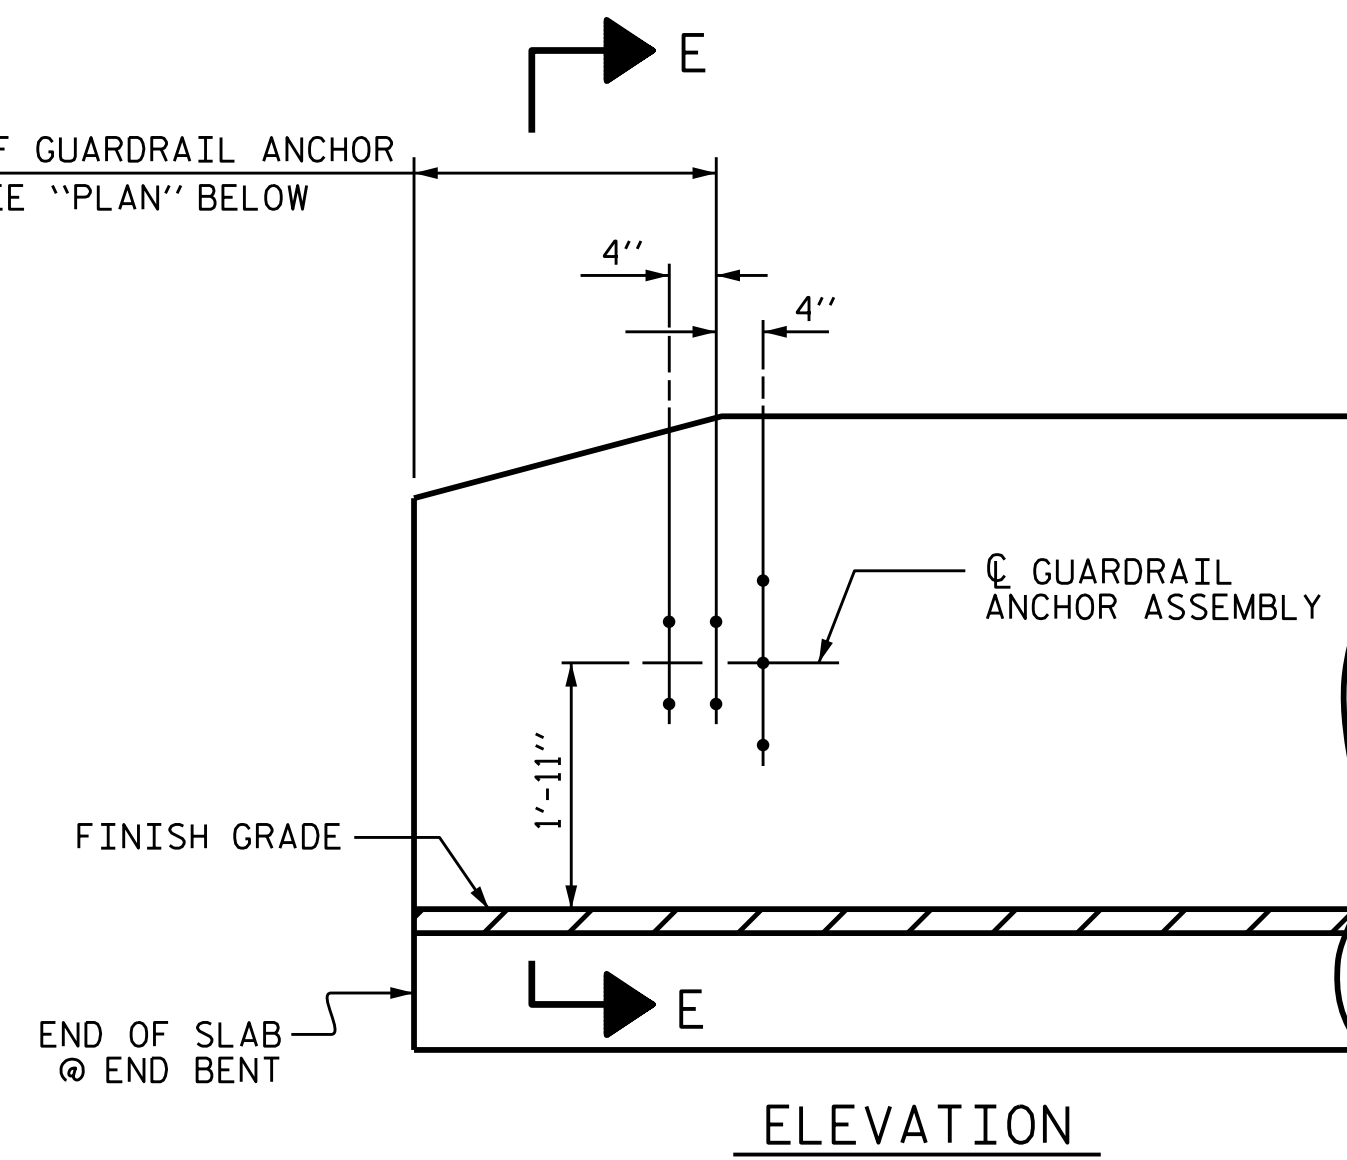 E
GUARDRAIL ANCHOR
"PLAN" BELOW
4"
4"
℄ GUARDRAIL
ANCHOR ASSEMBLY
1'-11"
FINISH GRADE
E
END OF SLAB
@ END BENT
ELEVATION